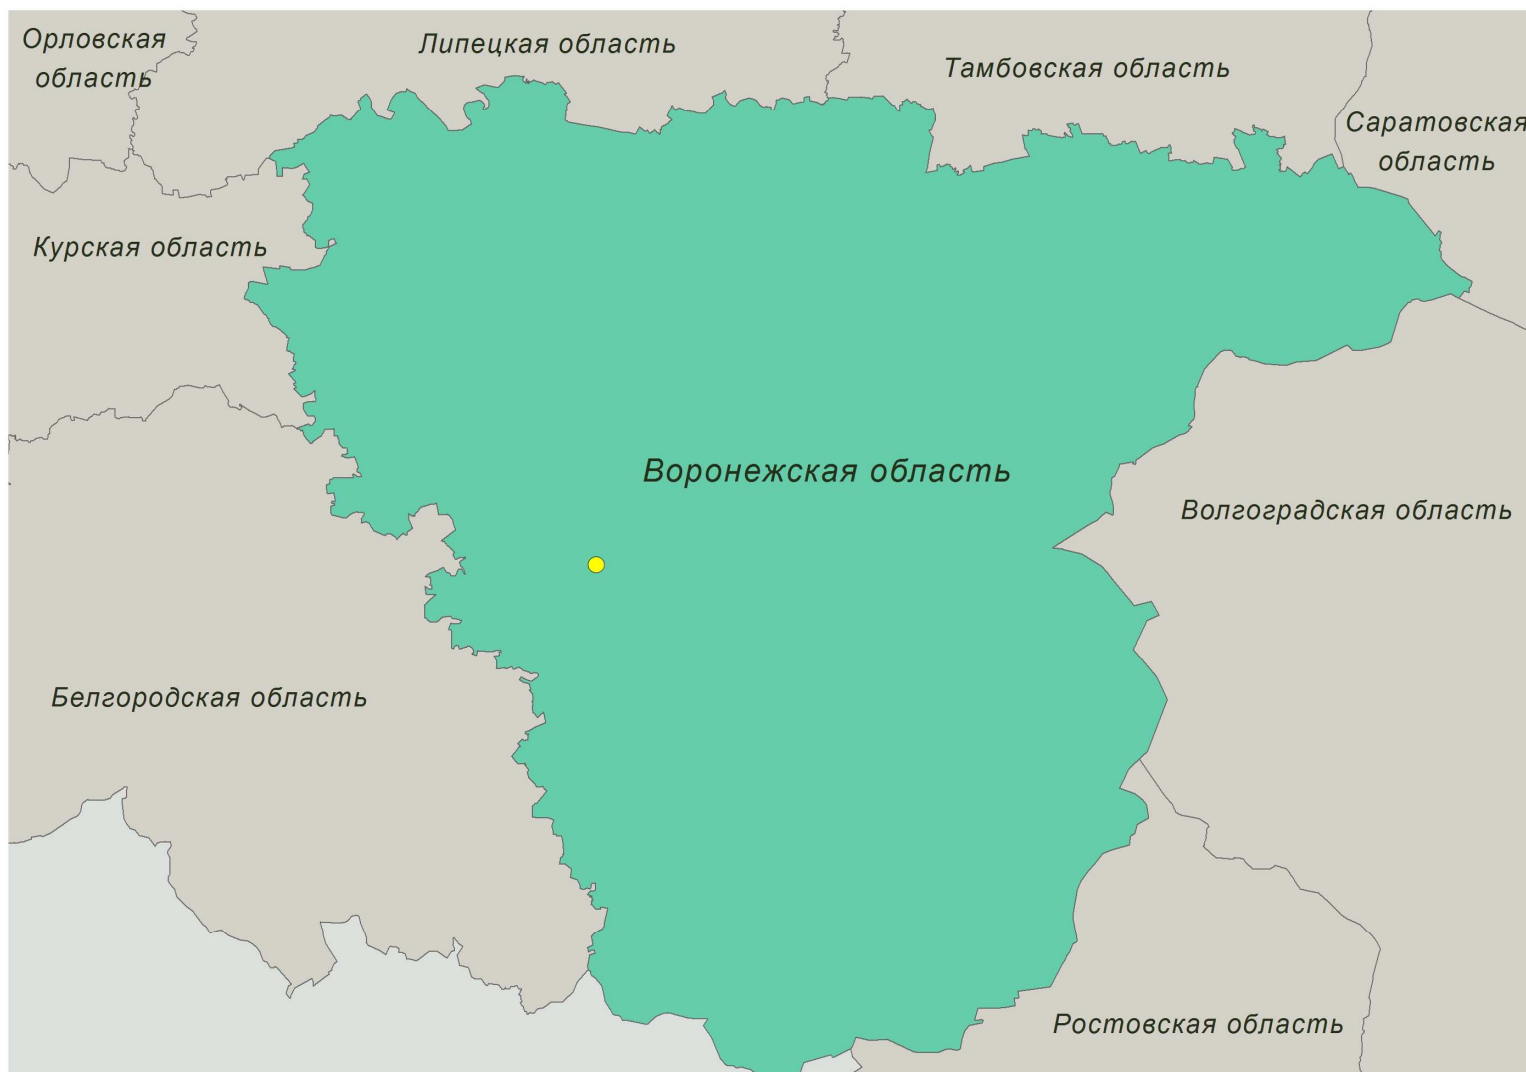 Орловская
область
Липецкая область
Тамбовская область
Саратовская
область
Курская область
Воронежская область
Волгоградская область
Белгородская область
Ростовская область